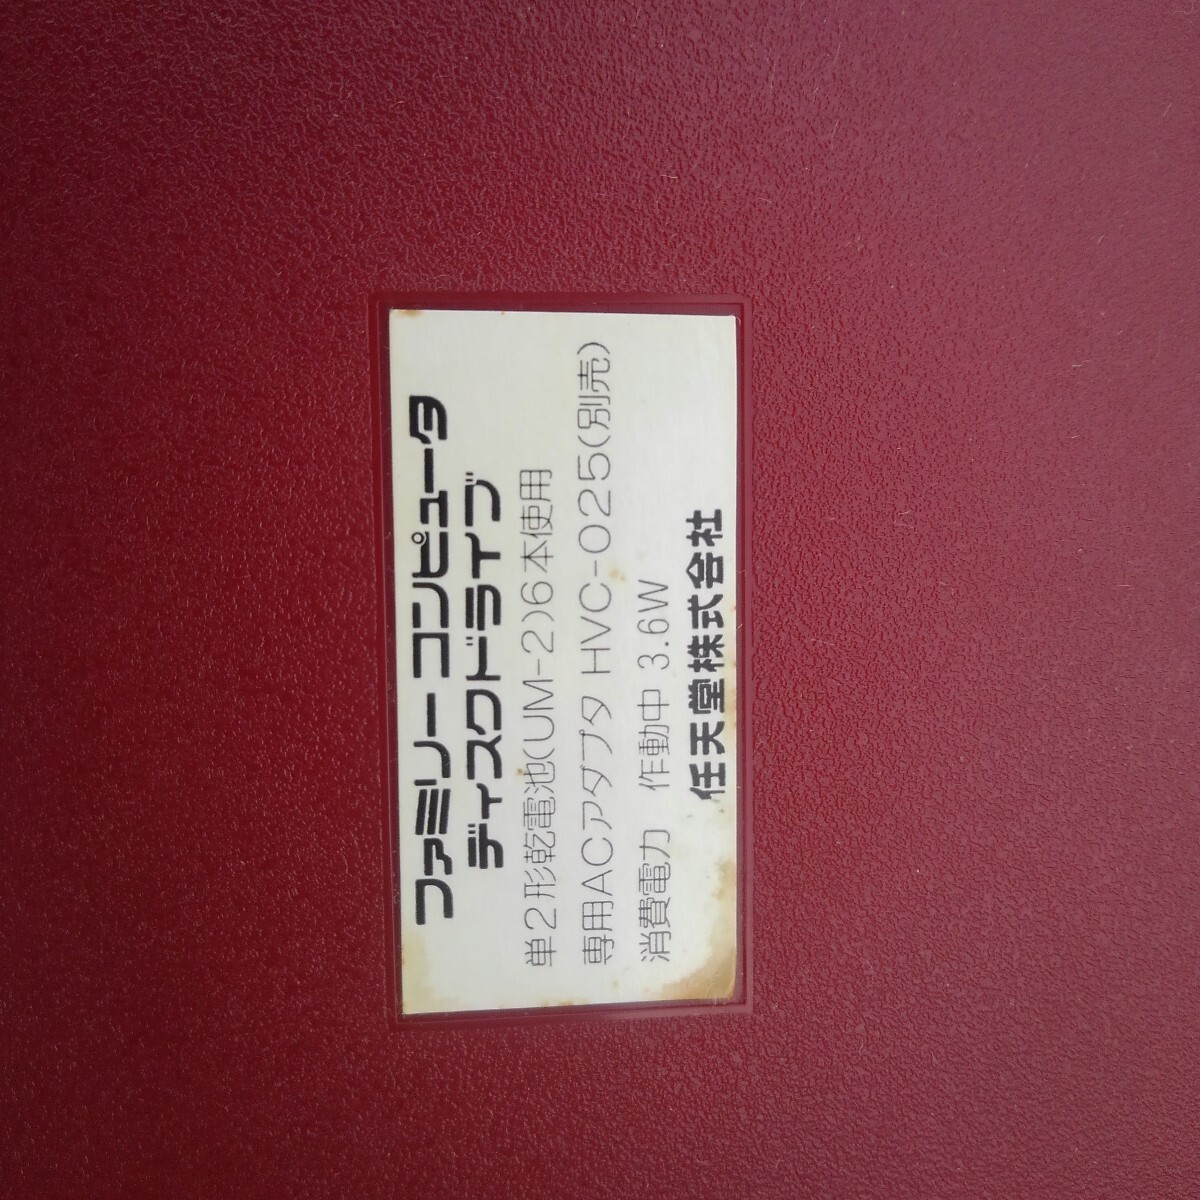 ファミリーコンピュータ
ディスクドライブ
単2形乾電池(UM-2)6本使用
専用ACアダプタ HVC-025(別売)
消費電力 作動中 3.6W
任天堂株式会社